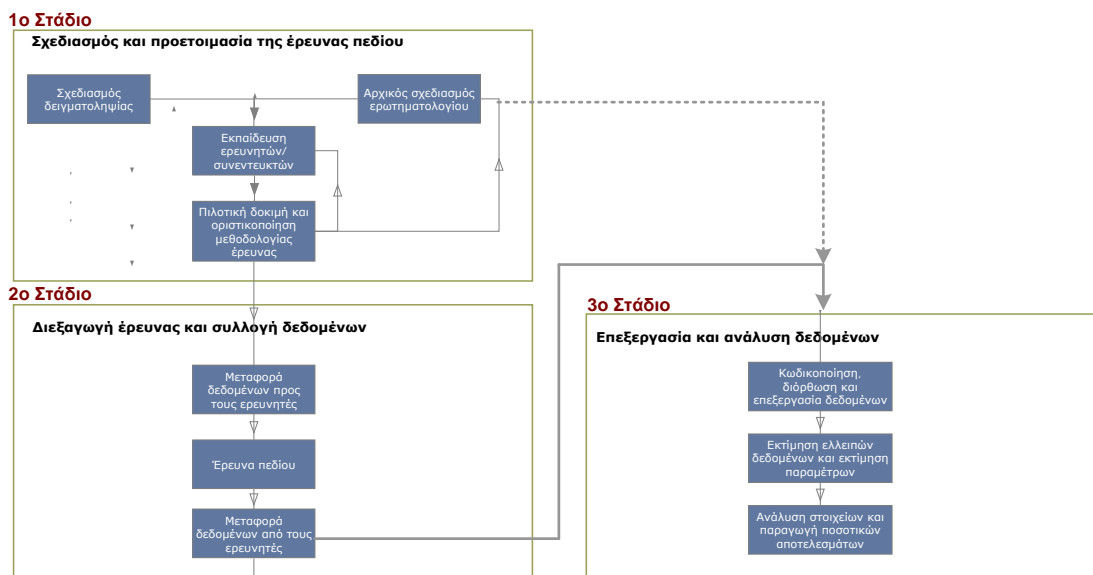 1ο Στάδιο
Σχεδιασμός και προετοιμασία της έρευνας πεδίου
Σχεδιασμός
δειγματοληψίας
Αρχικός σχεδιασμός
ερωτηματολογίου
Εκπαίδευση
ερευνητών/
συνεντευκτών
Πιλοτική δοκιμή και
οριστικοποίηση
μεθοδολογίας
έρευνας
2ο Στάδιο
Διεξαγωγή έρευνας και συλλογή δεδομένων
Μεταφορά
δεδομένων προς
τους ερευνητές
Έρευνα πεδίου
Μεταφορά
δεδομένων από τους
ερευνητές
3ο Στάδιο
Επεξεργασία και ανάλυση δεδομένων
Κωδικοποίηση,
διόρθωση και
επεξεργασία δεδομένων
Εκτίμηση ελλειπών
δεδομένων και εκτίμηση
παραμέτρων
Ανάλυση στοιχείων και
παραγωγή ποσοτικών
αποτελεσμάτων